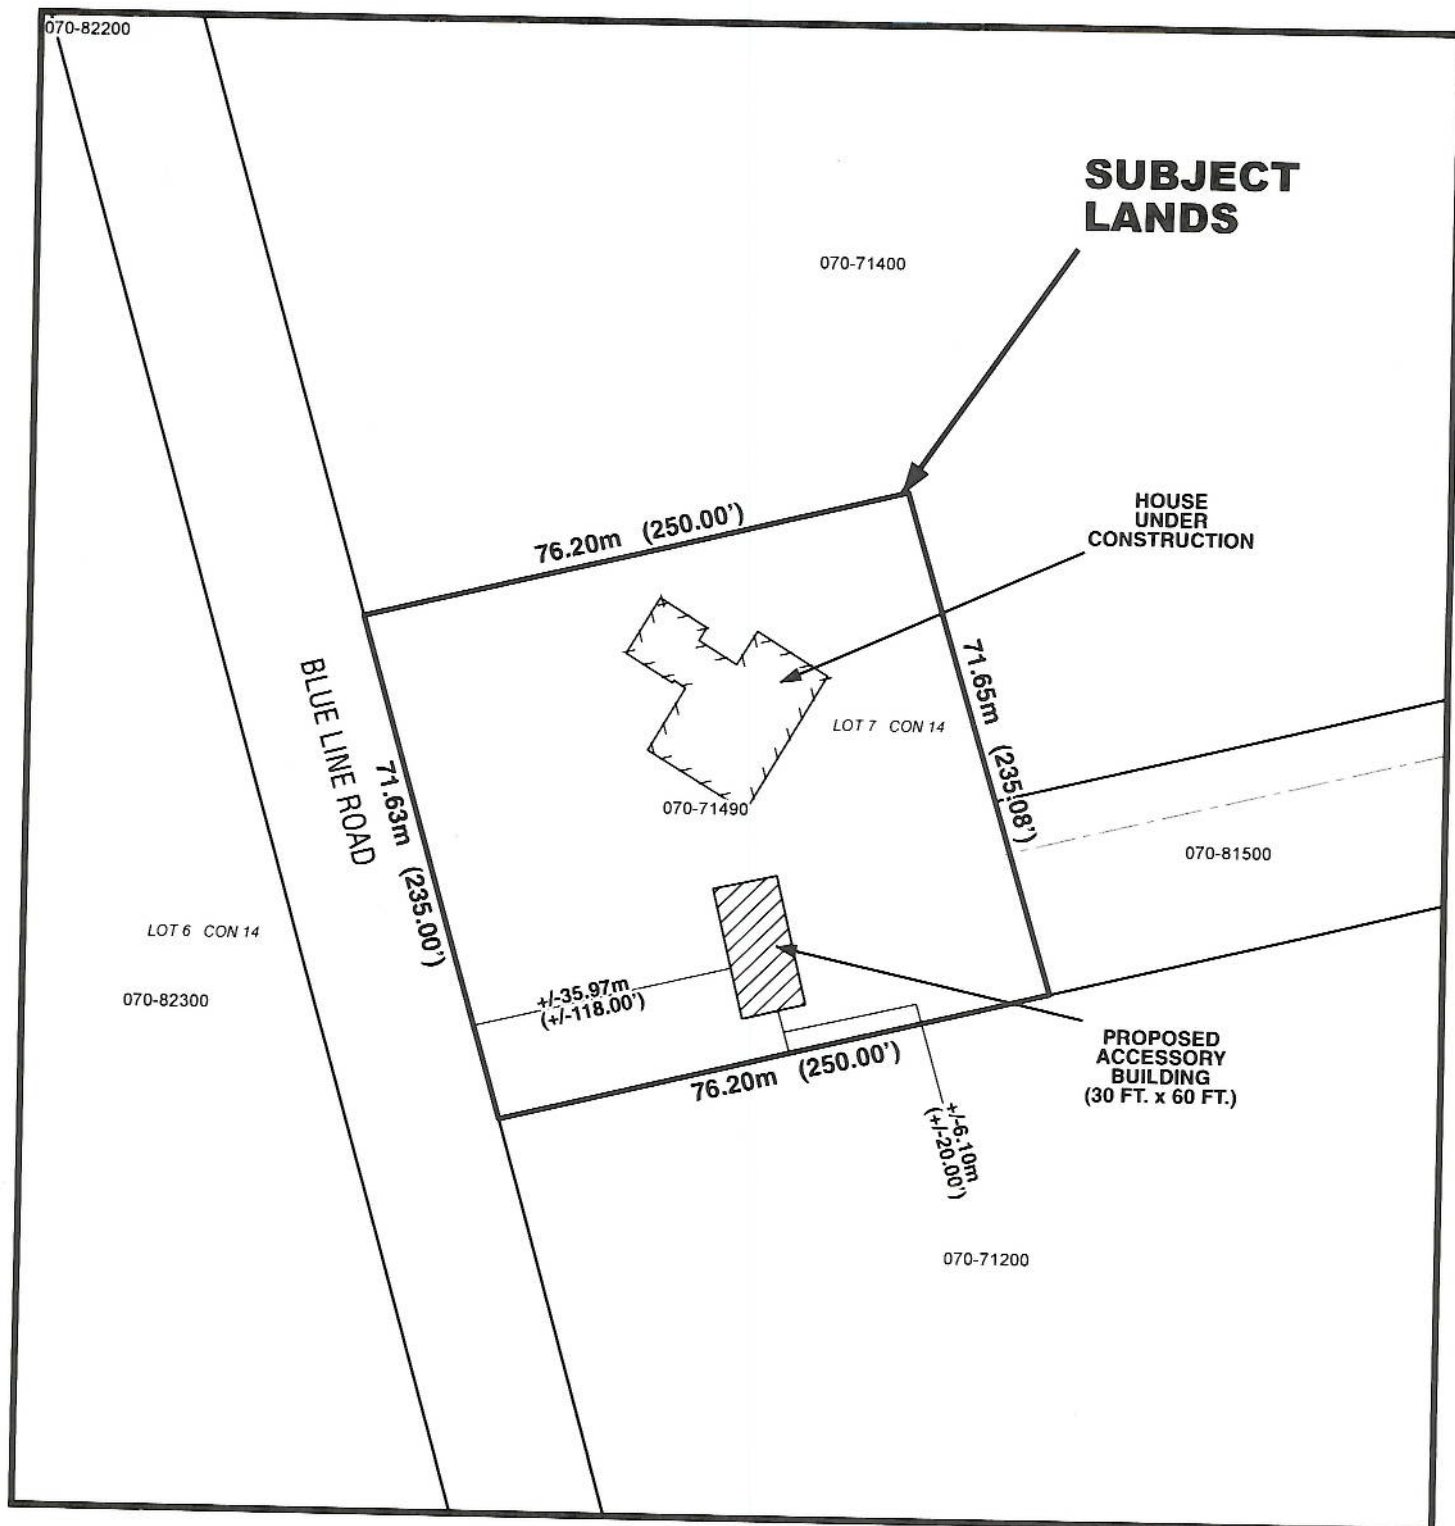 070-82200
SUBJECT
LANDS
070-71400
HOUSE
UNDER
CONSTRUCTION
76.20m (250.00')
BLUE LINE ROAD
71.63m (235.00')
71.65m (235.08')
LOT 7 CON 14
070-71490
070-81500
LOT 6 CON 14
070-82300
+/-35.97m
(+/-118.00')
76.20m (250.00')
PROPOSED
ACCESSORY
BUILDING
(30 FT. x 60 FT.)
+/-6.10m
(+/-20.00')
070-71200